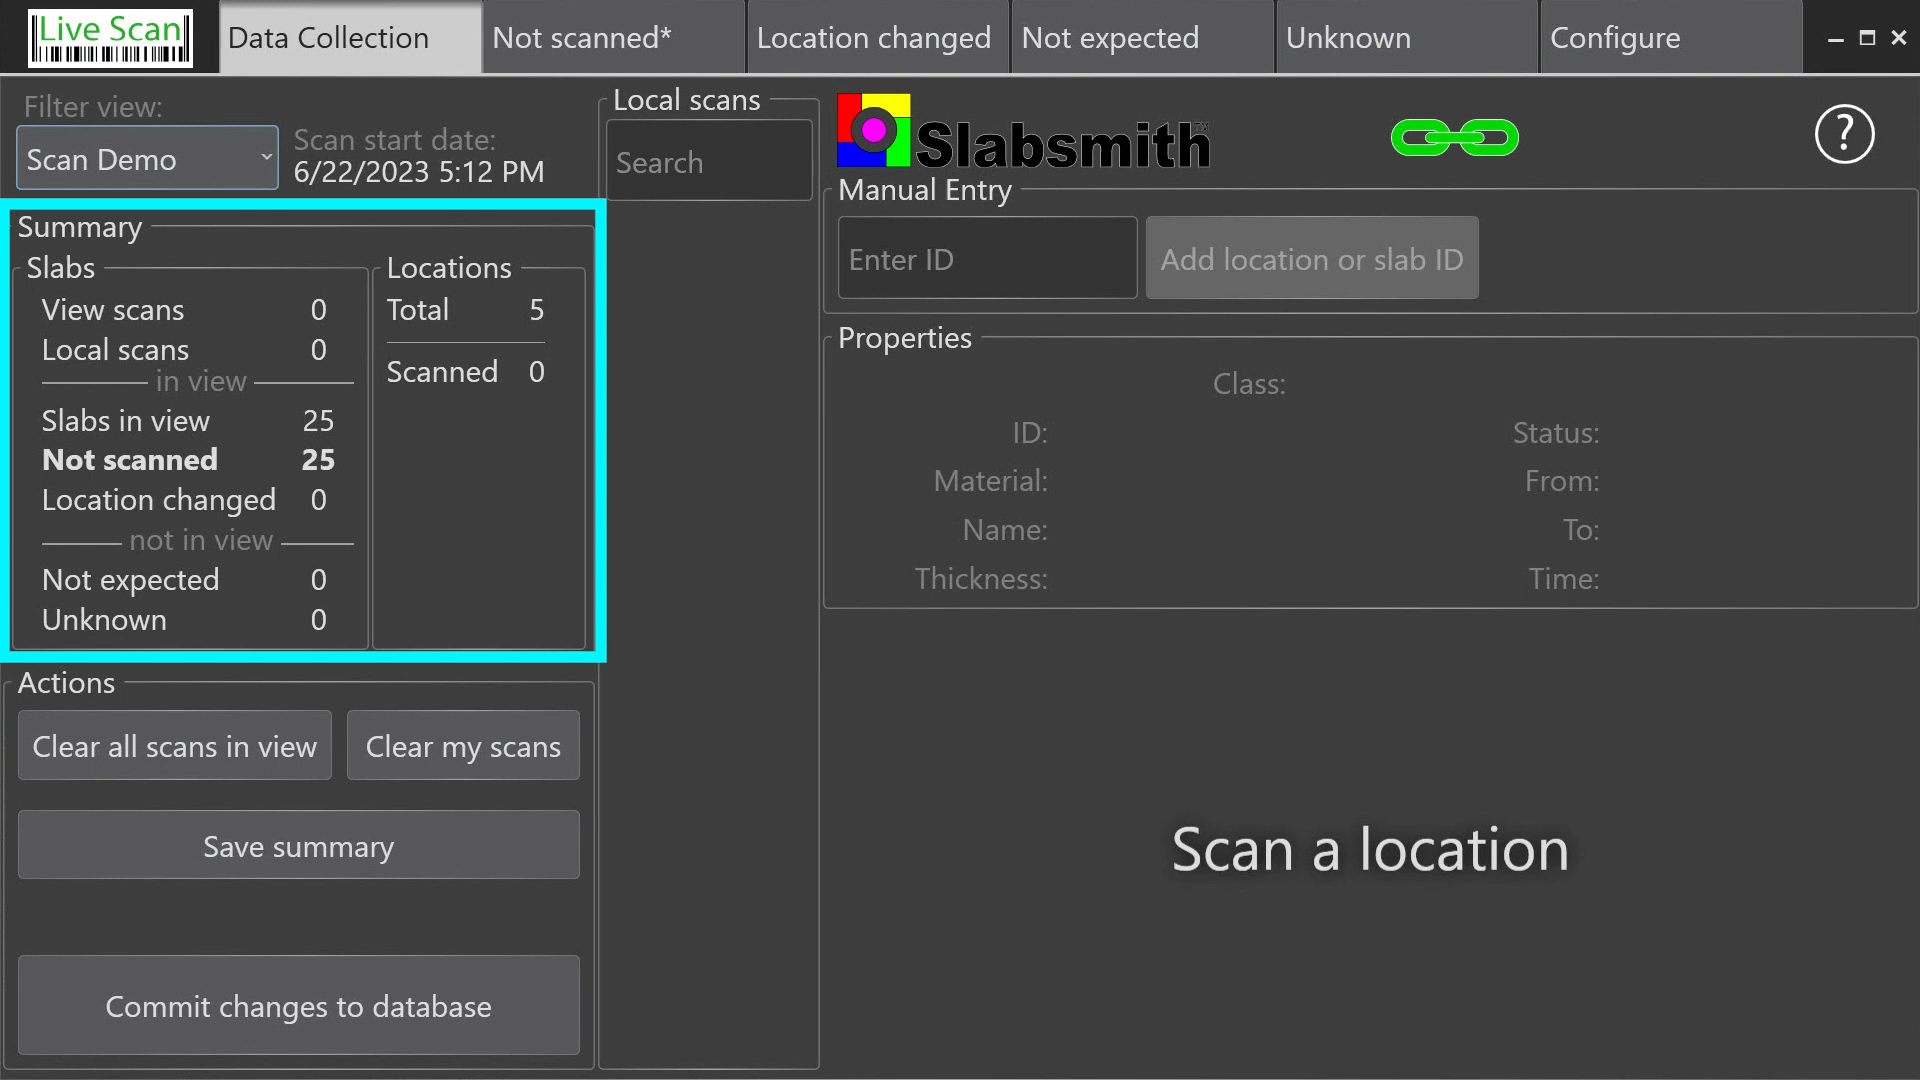 Live Scan
Data Collection
Not scanned*
Location changed
Not expected
Unknown
Configure
Filter view:
Scan Demo
Scan start date:
6/22/2023 5:12 PM
Summary
Slabs
View scans 0
Local scans 0
in view
Slabs in view 25
Not scanned 25
Location changed 0
not in view
Not expected 0
Unknown 0
Locations
Total 5
Scanned 0
Actions
Clear all scans in view
Clear my scans
Save summary
Commit changes to database
Local scans
Search
Slabsmith™
?
Manual Entry
Enter ID
Add location or slab ID
Properties
Class:
ID:
Status:
Material:
From:
Name:
To:
Thickness:
Time:
Scan a location